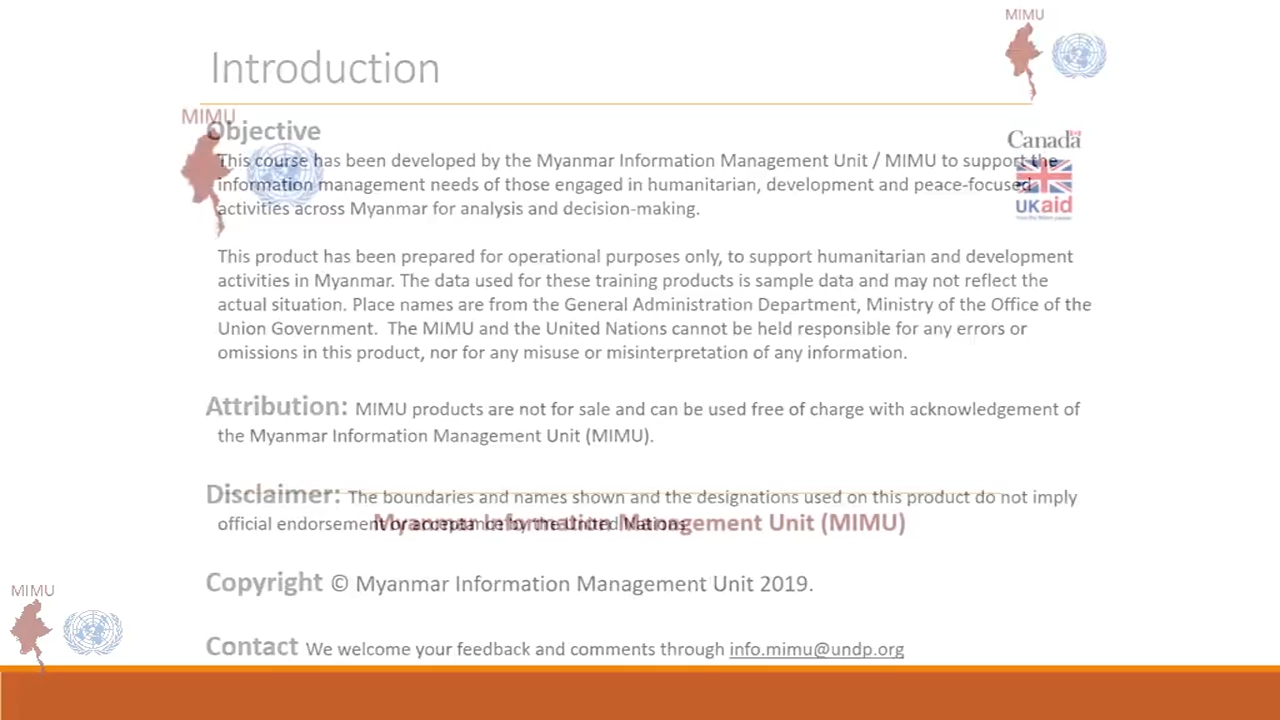 MIMU
Introduction
MIMU
Objective
Canada
This course has been developed by the Myanmar Information Management Unit / MIMU to support the
information management needs of those engaged in humanitarian, development and peace-focused
UKaid
activities across Myanmar for analysis and decision-making.
This product has been prepared for operational purposes only, to support humanitarian and development
activities in Myanmar. The data used for these training products is sample data and may not reflect the
actual situation. Place names are from the General Administration Department, Ministry of the Office of the
Union Government. The MIMU and the United Nations cannot be held responsible for any errors or
omissions in this product, nor for any misuse or misinterpretation of any information.
Attribution: MIMU products are not for sale and can be used free of charge with acknowledgement of
the Myanmar Information Management Unit (MIMU).
Disclaimer: The boundaries and names shown and the designations used on this product do not imply
official endorsement or acceptance by the United Nations.
Myanmar Information Management Unit (MIMU)
Copyright © Myanmar Information Management Unit 2019.
MIMU
Contact We welcome your feedback and comments through info.mimu@undp.org